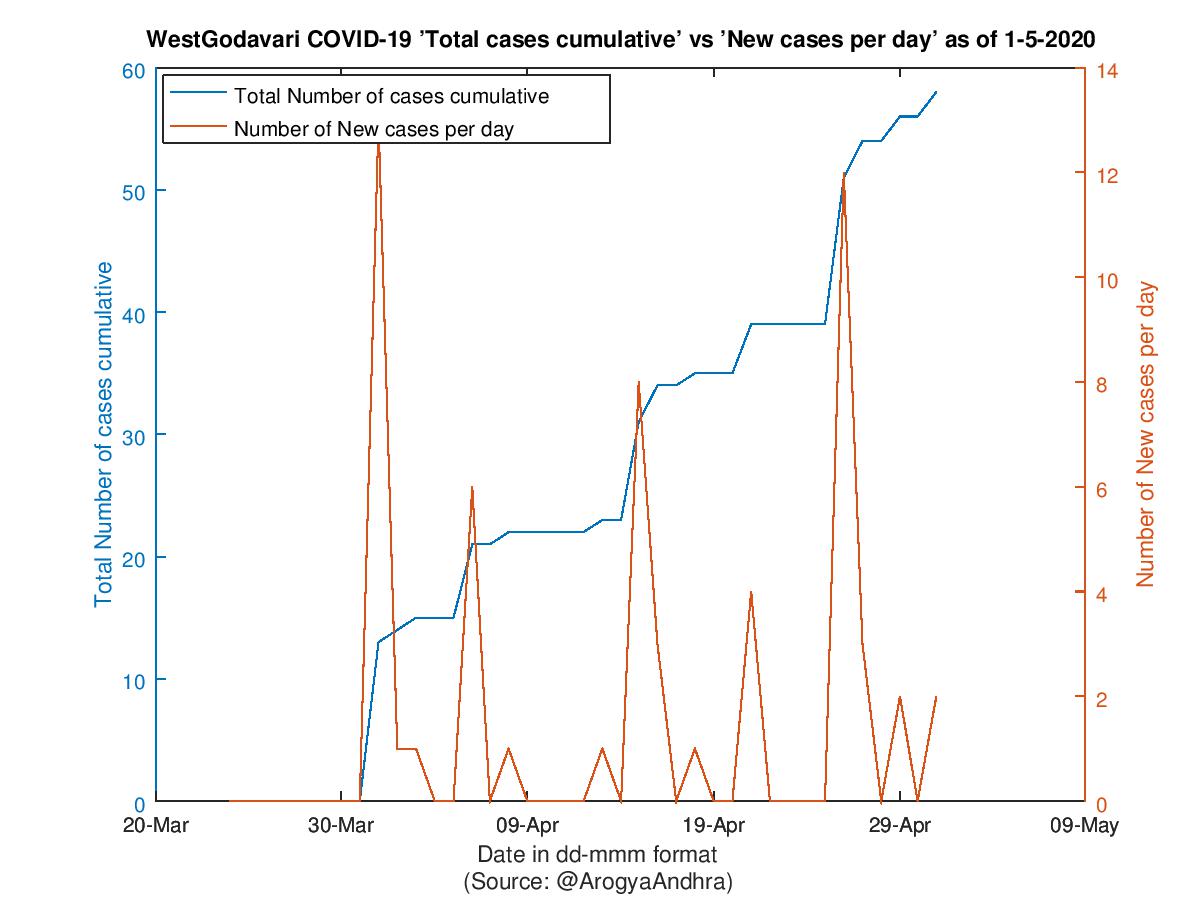 WestGodavari COVID-19 ’Total cases cumulative’ vs ’New cases per day’ as of 1-5-2020
Total Number of cases cumulative
Number of New cases per day
60
50
40
30
20
10
0
Total Number of cases cumulative
14
12
10
8
6
4
2
0
Number of New cases per day
20-Mar 30-Mar 09-Apr 19-Apr 29-Apr 09-May
Date in dd-mmm format
(Source: @ArogyaAndhra)